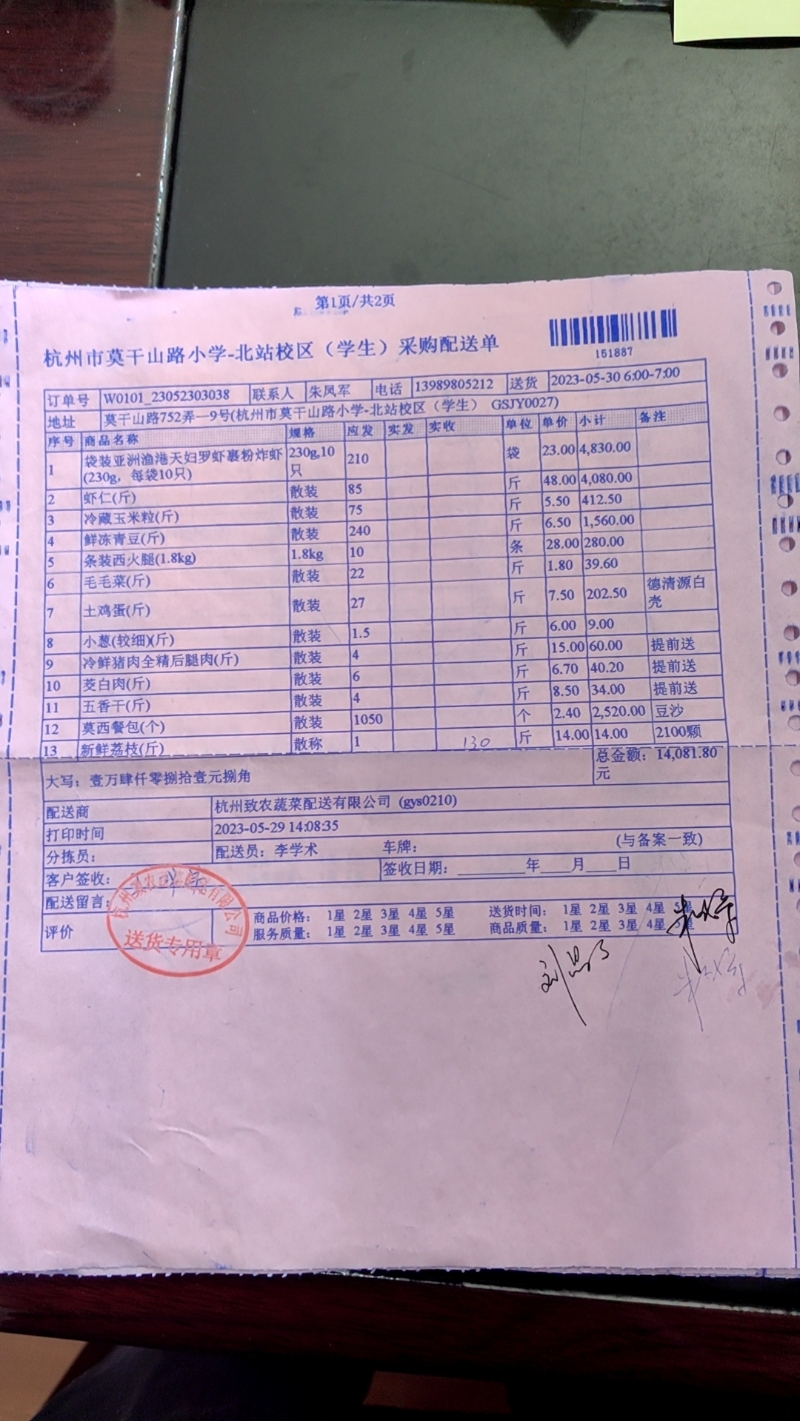 第1页/共2页
杭州市莫干山路小学-北站校区（学生）采购配送单
151887
订单号 W0101_23052303038 联系人 朱凤军 电话 13989805212 送货 2023-05-30 6:00-7:00
地址 莫干山路752弄—9号(杭州市莫干山路小学-北站校区（学生） GSJY0027)
序号 商品名称 规格 应发 实发 实收 单位 单价 小计 备注
1 袋装亚洲渔港天妇罗虾裹粉炸虾(230g，每袋10只) 230g,10只 210 袋 23.00 4,830.00
2 虾仁(斤) 散装 85 斤 48.00 4,080.00
3 冷藏玉米粒(斤) 散装 75 斤 5.50 412.50
4 鲜冻青豆(斤) 散装 240 斤 6.50 1,560.00
5 条装西火腿(1.8kg) 1.8kg 10 条 28.00 280.00
6 毛毛菜(斤) 散装 22 斤 1.80 39.60
7 土鸡蛋(斤) 散装 27 斤 7.50 202.50 德清源白壳
8 小葱(较细)(斤) 散装 1.5 斤 6.00 9.00
9 冷鲜猪肉全精后腿肉(斤) 散装 4 斤 15.00 60.00 提前送
10 茭白肉(斤) 散装 6 斤 6.70 40.20 提前送
11 五香干(斤) 散装 4 斤 8.50 34.00 提前送
12 莫西餐包(个) 散装 1050 个 2.40 2,520.00 豆沙
13 新鲜荔枝(斤) 散称 1 130 斤 14.00 14.00 2100颗
大写：壹万肆仟零捌拾壹元捌角 总金额：14,081.80元
配送商 杭州致农蔬菜配送有限公司 (gys0210)
打印时间 2023-05-29 14:08:35
分拣员： 配送员：李学术 车牌： (与备案一致)
客户签收： 签收日期：________年____月____日
配送留言：
评价 商品价格： 1星 2星 3星 4星 5星 送货时间： 1星 2星 3星 4星 5星
服务质量： 1星 2星 3星 4星 5星 商品质量： 1星 2星 3星 4星
送货专用章